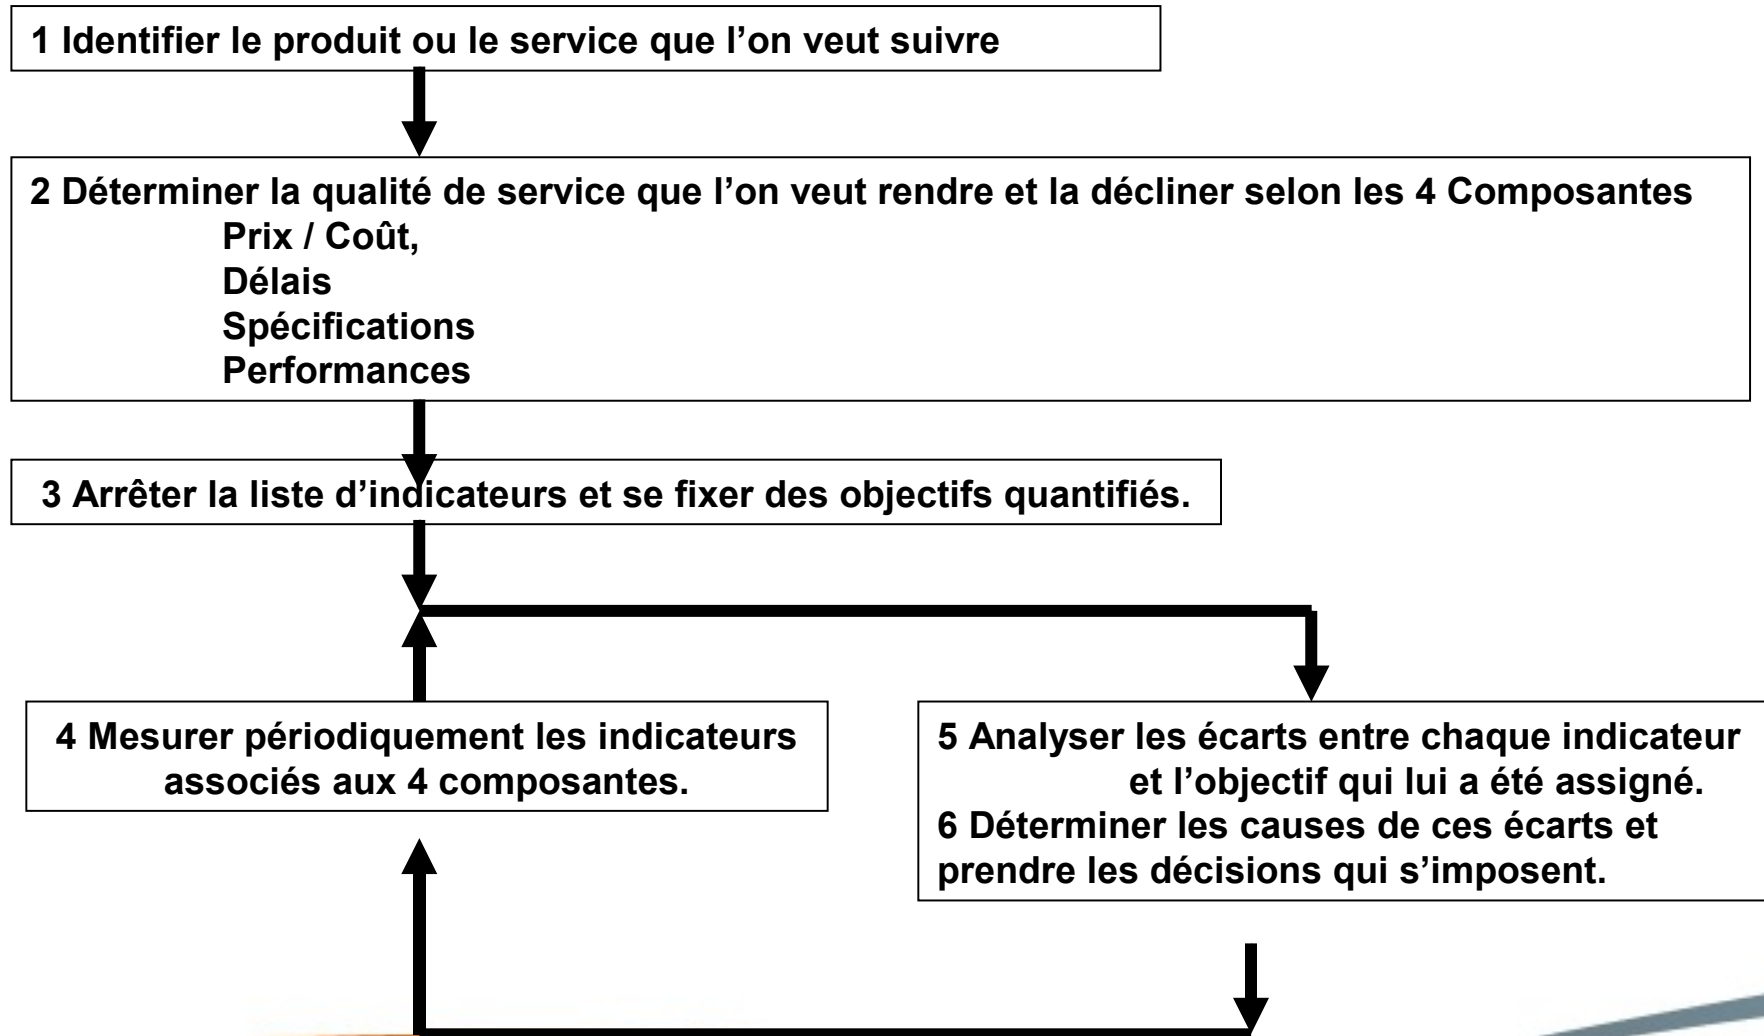 1 Identifier le produit ou le service que l’on veut suivre
2 Déterminer la qualité de service que l’on veut rendre et la décliner selon les 4 Composantes
Prix / Coût,
Délais
Spécifications
Performances
3 Arrêter la liste d’indicateurs et se fixer des objectifs quantifiés.
4 Mesurer périodiquement les indicateurs
associés aux 4 composantes.
5 Analyser les écarts entre chaque indicateur
et l’objectif qui lui a été assigné.
6 Déterminer les causes de ces écarts et
prendre les décisions qui s’imposent.